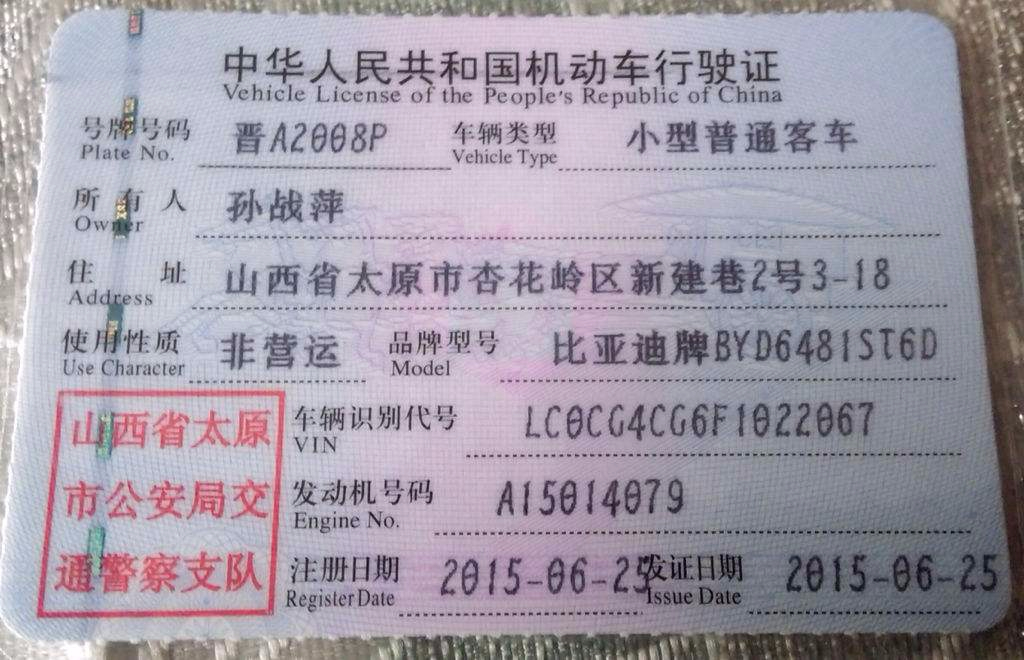 中华人民共和国机动车行驶证
Vehicle License of the People's Republic of China
号牌号码 晋A2008P 车辆类型 小型普通客车
Plate No. Vehicle Type
所有人 孙战萍
Owner
住址 山西省太原市杏花岭区新建巷2号3-18
Address
使用性质 非营运 品牌型号 比亚迪牌BYD6481ST6D
Use Character Model
山西省太原 车辆识别代号 LC0CG4CG6F1022067
VIN
市公安局交 发动机号码 A15014079
Engine No.
通警察支队 注册日期 2015-06-25 发证日期 2015-06-25
Register Date Issue Date